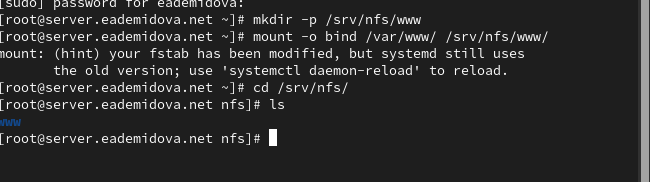 [sudo] password for eademidova:
[root@server.eademidova.net ~]# mkdir -p /srv/nfs/www
[root@server.eademidova.net ~]# mount -o bind /var/www/ /srv/nfs/www/
mount: (hint) your fstab has been modified, but systemd still uses
       the old version; use 'systemctl daemon-reload' to reload.
[root@server.eademidova.net ~]# cd /srv/nfs/
[root@server.eademidova.net nfs]# ls
www
[root@server.eademidova.net nfs]#